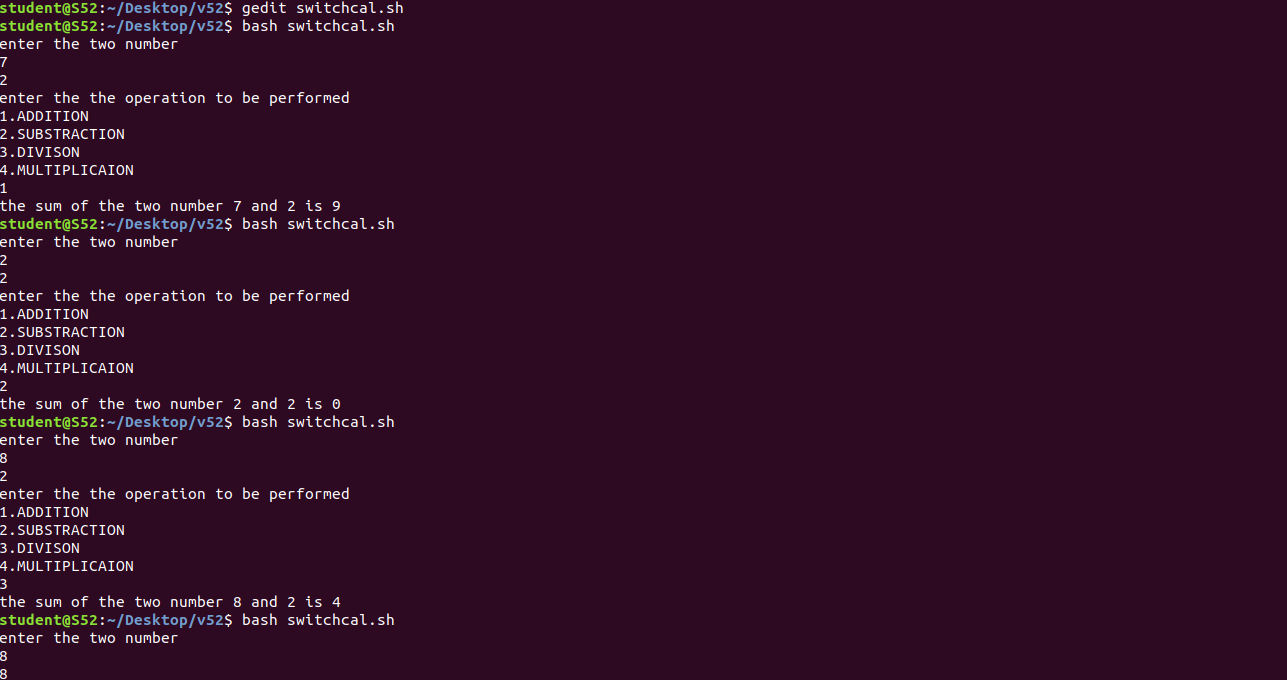 student@S52:~/Desktop/v52$ gedit switchcal.sh
student@S52:~/Desktop/v52$ bash switchcal.sh
enter the two number
7
2
enter the the operation to be performed
1.ADDITION
2.SUBSTRACTION
3.DIVISON
4.MULTIPLICAION
1
the sum of the two number 7 and 2 is 9
student@S52:~/Desktop/v52$ bash switchcal.sh
enter the two number
2
2
enter the the operation to be performed
1.ADDITION
2.SUBSTRACTION
3.DIVISON
4.MULTIPLICAION
2
the sum of the two number 2 and 2 is 0
student@S52:~/Desktop/v52$ bash switchcal.sh
enter the two number
8
2
enter the the operation to be performed
1.ADDITION
2.SUBSTRACTION
3.DIVISON
4.MULTIPLICAION
3
the sum of the two number 8 and 2 is 4
student@S52:~/Desktop/v52$ bash switchcal.sh
enter the two number
8
8